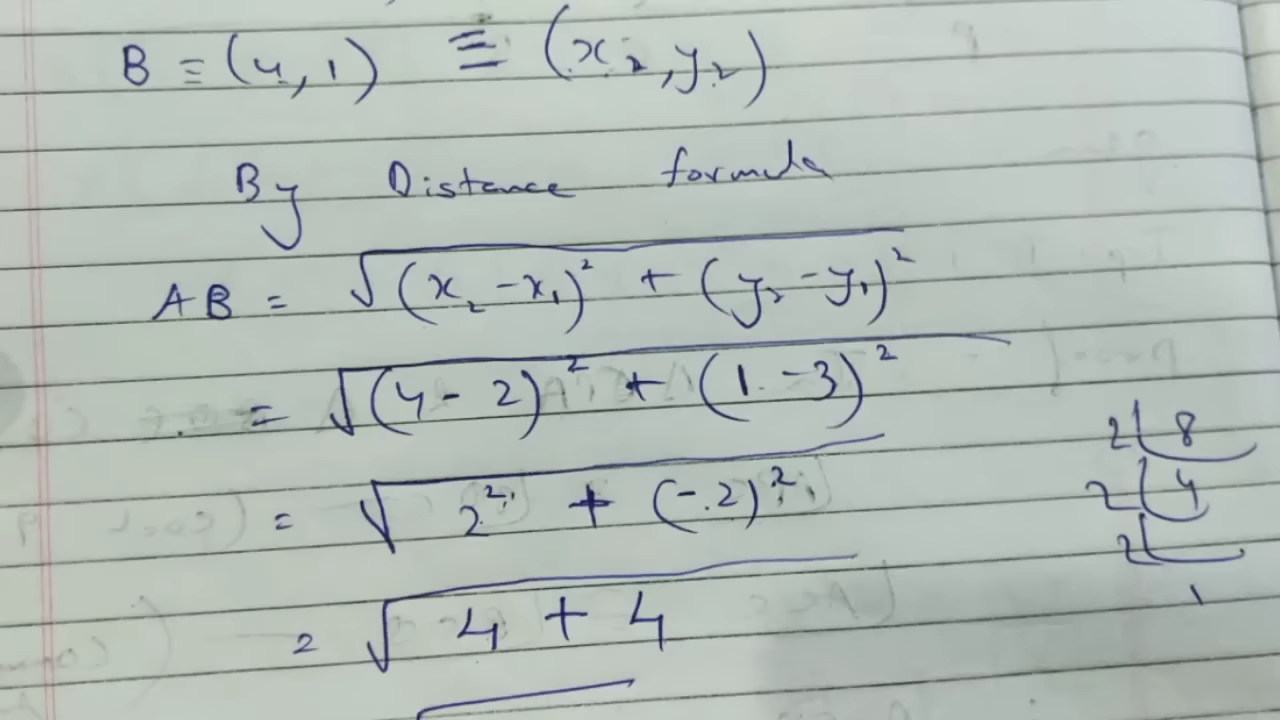 B ≡ (4, 1) ≡ (x₂, y₂)
By Distance formula
AB = √(x₂ - x₁)² + (y₂ - y₁)²
= √(4 - 2)² + (1 - 3)²
= √2² + (-2)²
= √4 + 4
2 | 8
2 | 4
2 |
1